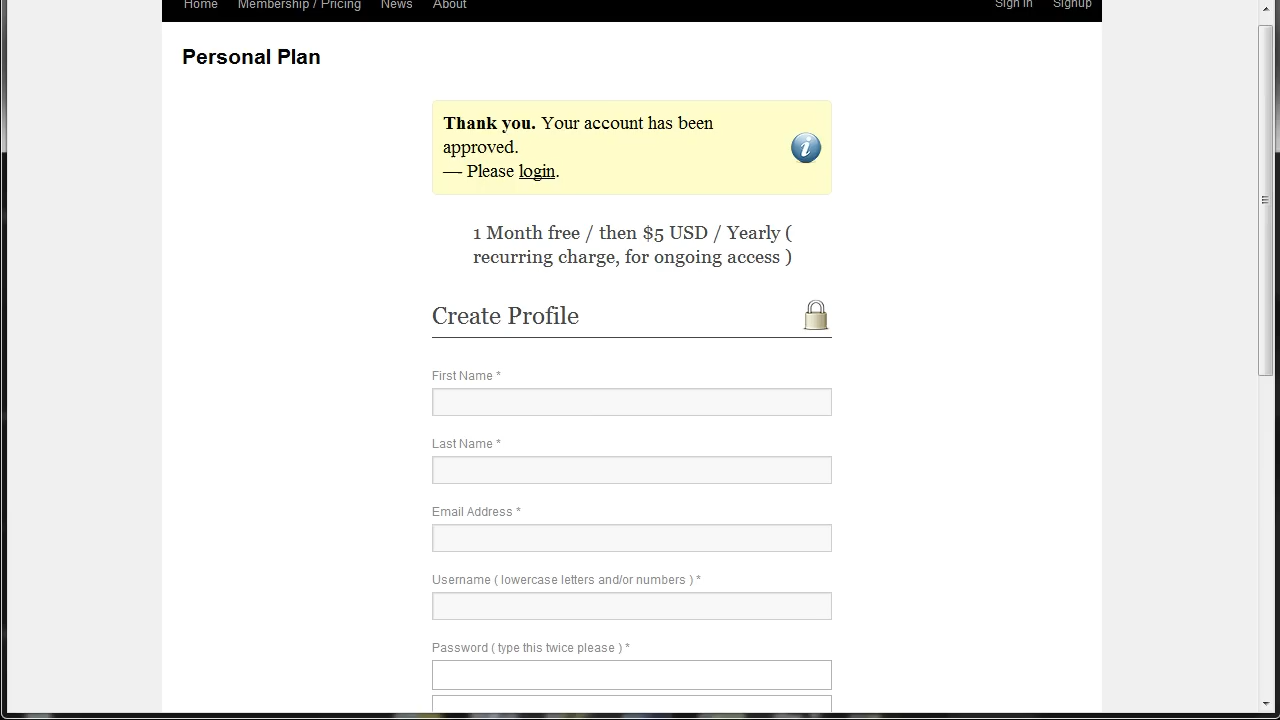 Home Membership / Pricing News About Sign In Signup
Personal Plan
Thank you. Your account has been
approved.
— Please login.
1 Month free / then $5 USD / Yearly (
recurring charge, for ongoing access )
Create Profile
First Name *
Last Name *
Email Address *
Username ( lowercase letters and/or numbers ) *
Password ( type this twice please ) *